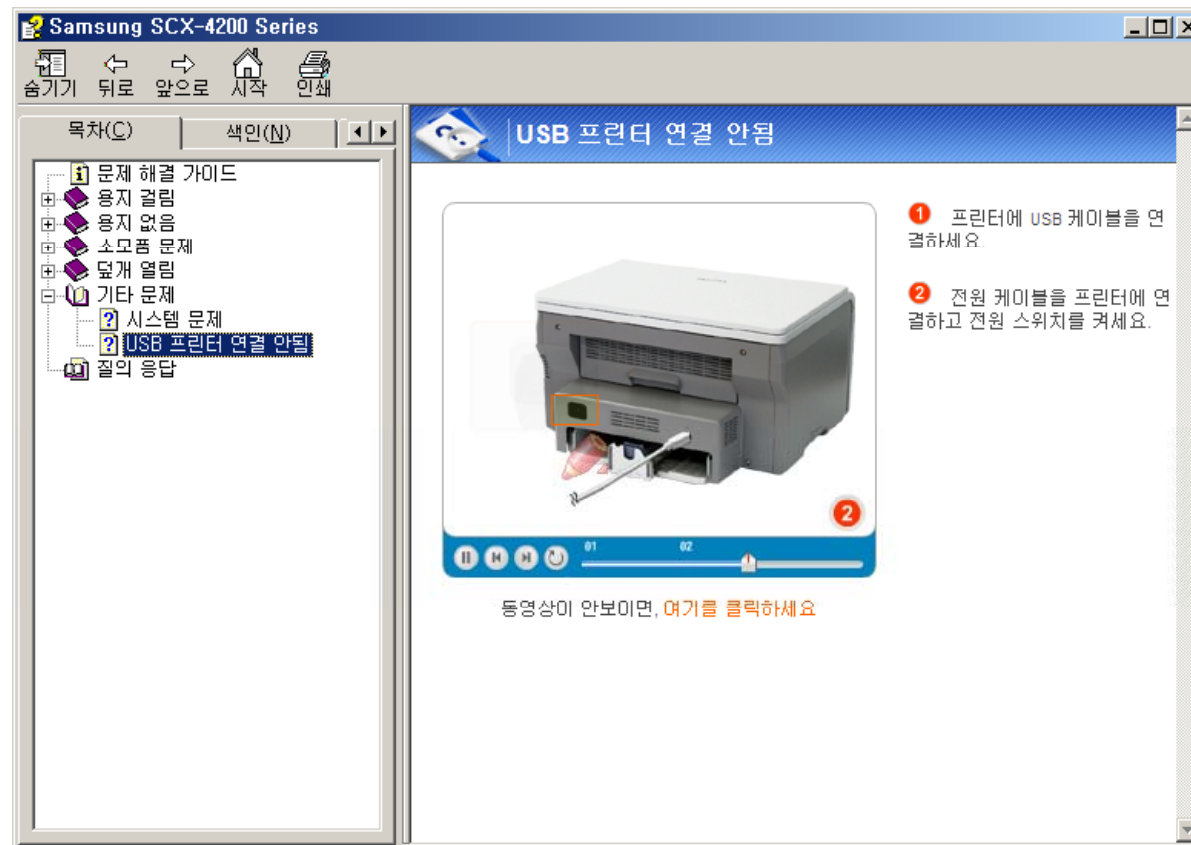 Samsung SCX-4200 Series
숨기기 뒤로 앞으로 시작 인쇄
목차(C) 색인(N)
문제 해결 가이드
용지 걸림
용지 없음
소모품 문제
덮개 열림
기타 문제
시스템 문제
USB 프린터 연결 안됨
질의 응답
USB 프린터 연결 안됨
2
01 02
동영상이 안보이면, 여기를 클릭하세요
1 프린터에 USB 케이블을 연
결하세요.
2 전원 케이블을 프린터에 연
결하고 전원 스위치를 켜세요.